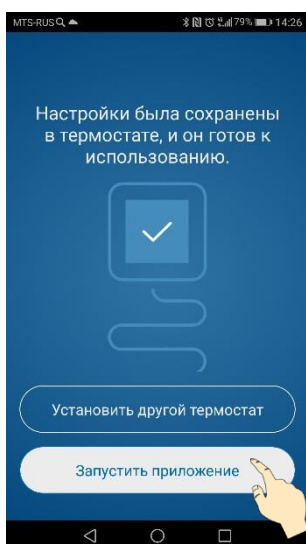 MTS-RUS 79% 14:26
Настройки была сохранены
в термостате, и он готов к
использованию.
Установить другой термостат
Запустить приложение